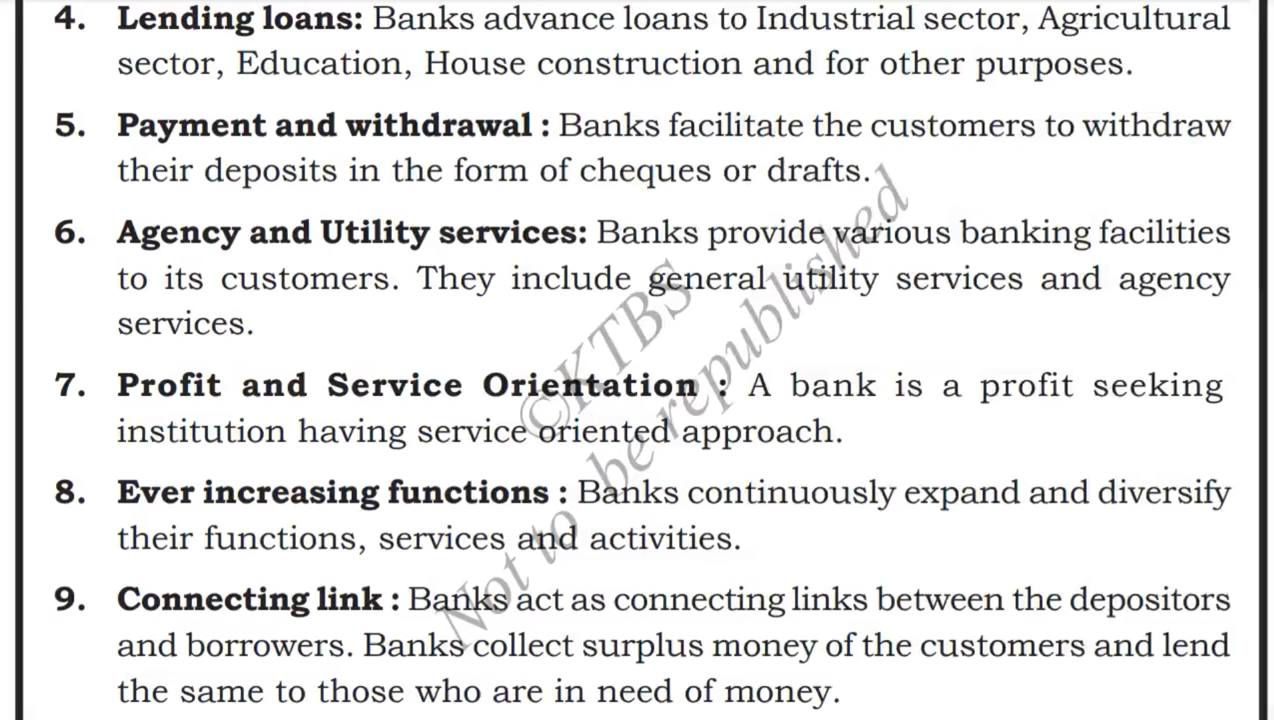 4. Lending loans: Banks advance loans to Industrial sector, Agricultural
sector, Education, House construction and for other purposes.
5. Payment and withdrawal : Banks facilitate the customers to withdraw
their deposits in the form of cheques or drafts.
6. Agency and Utility services: Banks provide various banking facilities
to its customers. They include general utility services and agency
services.
7. Profit and Service Orientation : A bank is a profit seeking
institution having service oriented approach.
8. Ever increasing functions : Banks continuously expand and diversify
their functions, services and activities.
9. Connecting link : Banks act as connecting links between the depositors
and borrowers. Banks collect surplus money of the customers and lend
the same to those who are in need of money.
©KTBS
Not to be republished